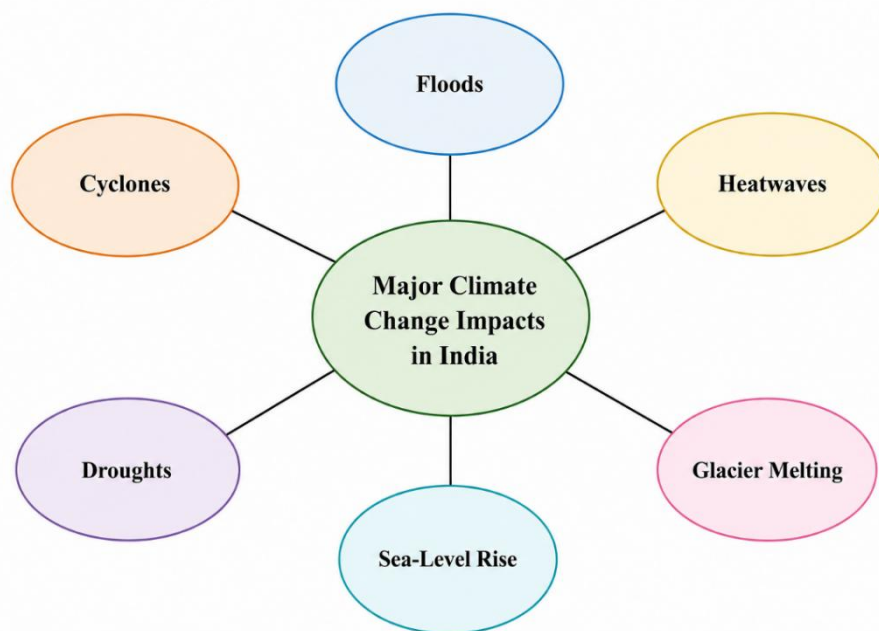 Floods
Cyclones
Heatwaves
Major Climate
Change Impacts
in India
Droughts
Glacier Melting
Sea-Level Rise